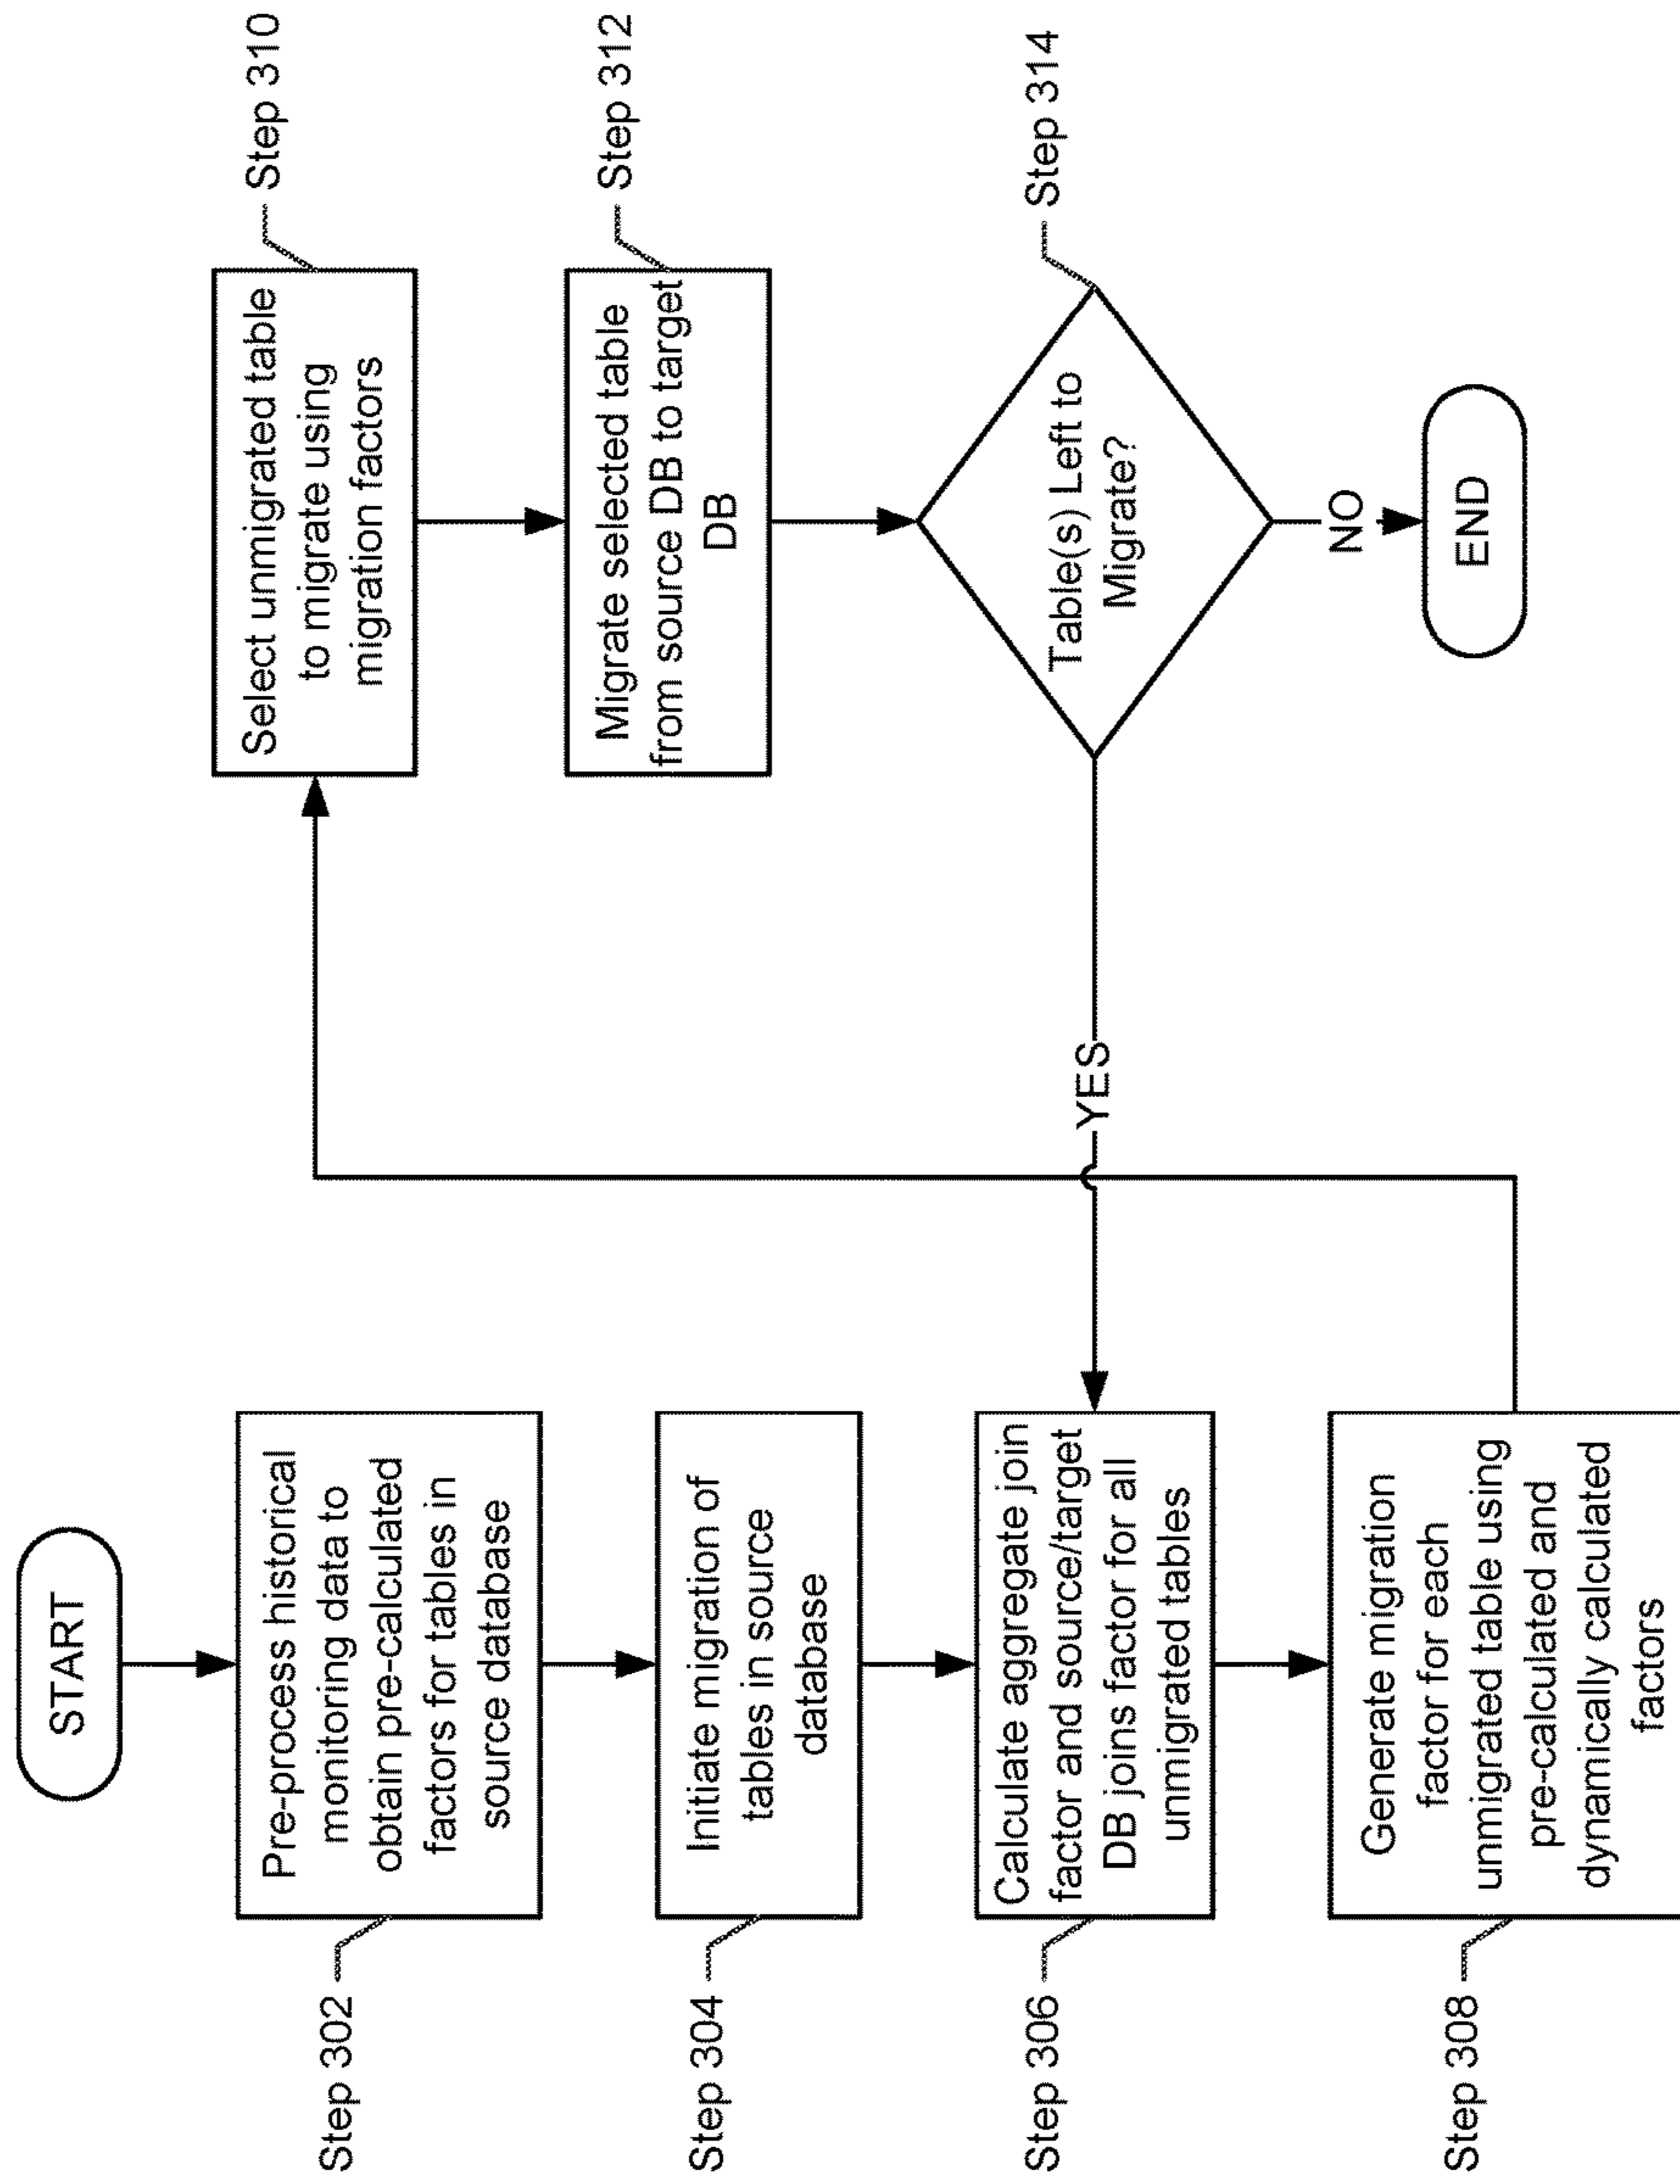 START
Step 302
Pre-process historical
monitoring data to
obtain pre-calculated
factors for tables in
source database
Step 304
Initiate migration of
tables in source
database
Step 306
Calculate aggregate join
factor and source/target
DB joins factor for all
unmigrated tables
Step 308
Generate migration
factor for each
unmigrated table using
pre-calculated and
dynamically calculated
factors
Step 310
Select unmigrated table
to migrate using
migration factors
Step 312
Migrate selected table
from source DB to target
DB
Step 314
Table(s) Left to
Migrate?
YES
NO
END